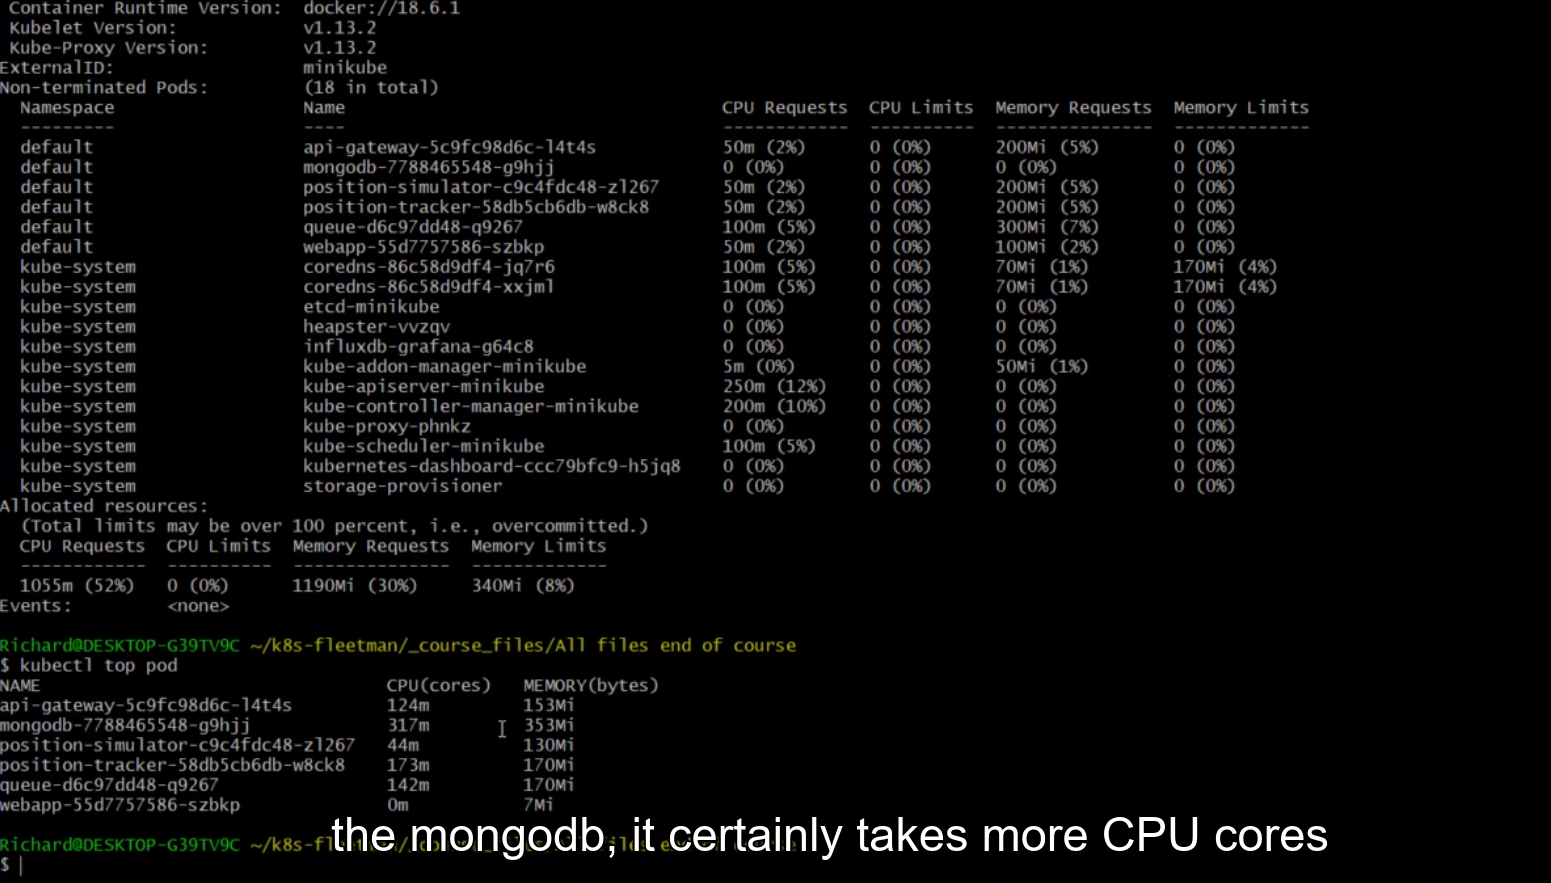 Container Runtime Version:  docker://18.6.1
Kubelet Version:            v1.13.2
Kube-Proxy Version:         v1.13.2
ExternalID:                  minikube
Non-terminated Pods:         (18 in total)
Namespace                  Name                                    CPU Requests  CPU Limits  Memory Requests  Memory Limits
---------                  ----                                    ------------  ----------  ---------------  -------------
default                    api-gateway-5c9fc98d6c-l4t4s            50m (2%)      0 (0%)      200Mi (5%)       0 (0%)
default                    mongodb-7788465548-g9hjj                0 (0%)        0 (0%)      0 (0%)           0 (0%)
default                    position-simulator-c9c4fdc48-zl267      50m (2%)      0 (0%)      200Mi (5%)       0 (0%)
default                    position-tracker-58db5cb6db-w8ck8       50m (2%)      0 (0%)      200Mi (5%)       0 (0%)
default                    queue-d6c97dd48-q9267                   100m (5%)     0 (0%)      300Mi (7%)       0 (0%)
default                    webapp-55d7757586-szbkp                 50m (2%)      0 (0%)      100Mi (2%)       0 (0%)
kube-system                coredns-86c58d9df4-jq7r6                100m (5%)     0 (0%)      70Mi (1%)        170Mi (4%)
kube-system                coredns-86c58d9df4-xxjml                100m (5%)     0 (0%)      70Mi (1%)        170Mi (4%)
kube-system                etcd-minikube                           0 (0%)        0 (0%)      0 (0%)           0 (0%)
kube-system                heapster-vvzqv                          0 (0%)        0 (0%)      0 (0%)           0 (0%)
kube-system                influxdb-grafana-g64c8                  0 (0%)        0 (0%)      0 (0%)           0 (0%)
kube-system                kube-addon-manager-minikube             5m (0%)       0 (0%)      50Mi (1%)        0 (0%)
kube-system                kube-apiserver-minikube                 250m (12%)    0 (0%)      0 (0%)           0 (0%)
kube-system                kube-controller-manager-minikube        200m (10%)    0 (0%)      0 (0%)           0 (0%)
kube-system                kube-proxy-phnkz                        0 (0%)        0 (0%)      0 (0%)           0 (0%)
kube-system                kube-scheduler-minikube                 100m (5%)     0 (0%)      0 (0%)           0 (0%)
kube-system                kubernetes-dashboard-ccc79bfc9-h5jq8    0 (0%)        0 (0%)      0 (0%)           0 (0%)
kube-system                storage-provisioner                     0 (0%)        0 (0%)      0 (0%)           0 (0%)
Allocated resources:
(Total limits may be over 100 percent, i.e., overcommitted.)
CPU Requests  CPU Limits  Memory Requests  Memory Limits
------------  ----------  ---------------  -------------
1055m (52%)   0 (0%)      1190Mi (30%)     340Mi (8%)
Events:         <none>
Richard@DESKTOP-G39TV9C ~/k8s-fleetman/_course_files/All files end of course
$ kubectl top pod
NAME                                 CPU(cores)   MEMORY(bytes)
api-gateway-5c9fc98d6c-l4t4s         124m         153Mi
mongodb-7788465548-g9hjj             317m         353Mi
position-simulator-c9c4fdc48-zl267   44m          130Mi
position-tracker-58db5cb6db-w8ck8    173m         170Mi
queue-d6c97dd48-q9267                142m         170Mi
webapp-55d7757586-szbkp              0m           7Mi
the mongodb, it certainly takes more CPU cores
Richard@DESKTOP-G39TV9C ~/k8s-
$